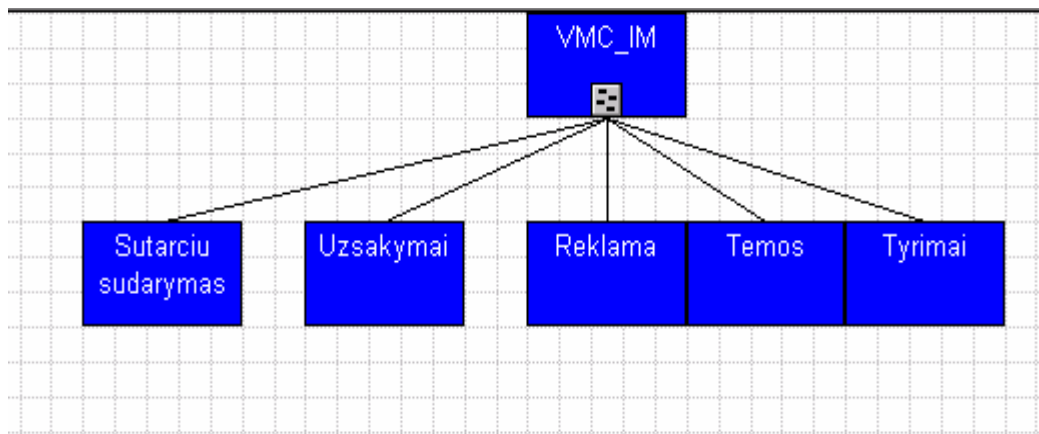 VMC_IM
Sutarciu
sudarymas
Uzsakymai
Reklama
Temos
Tyrimai